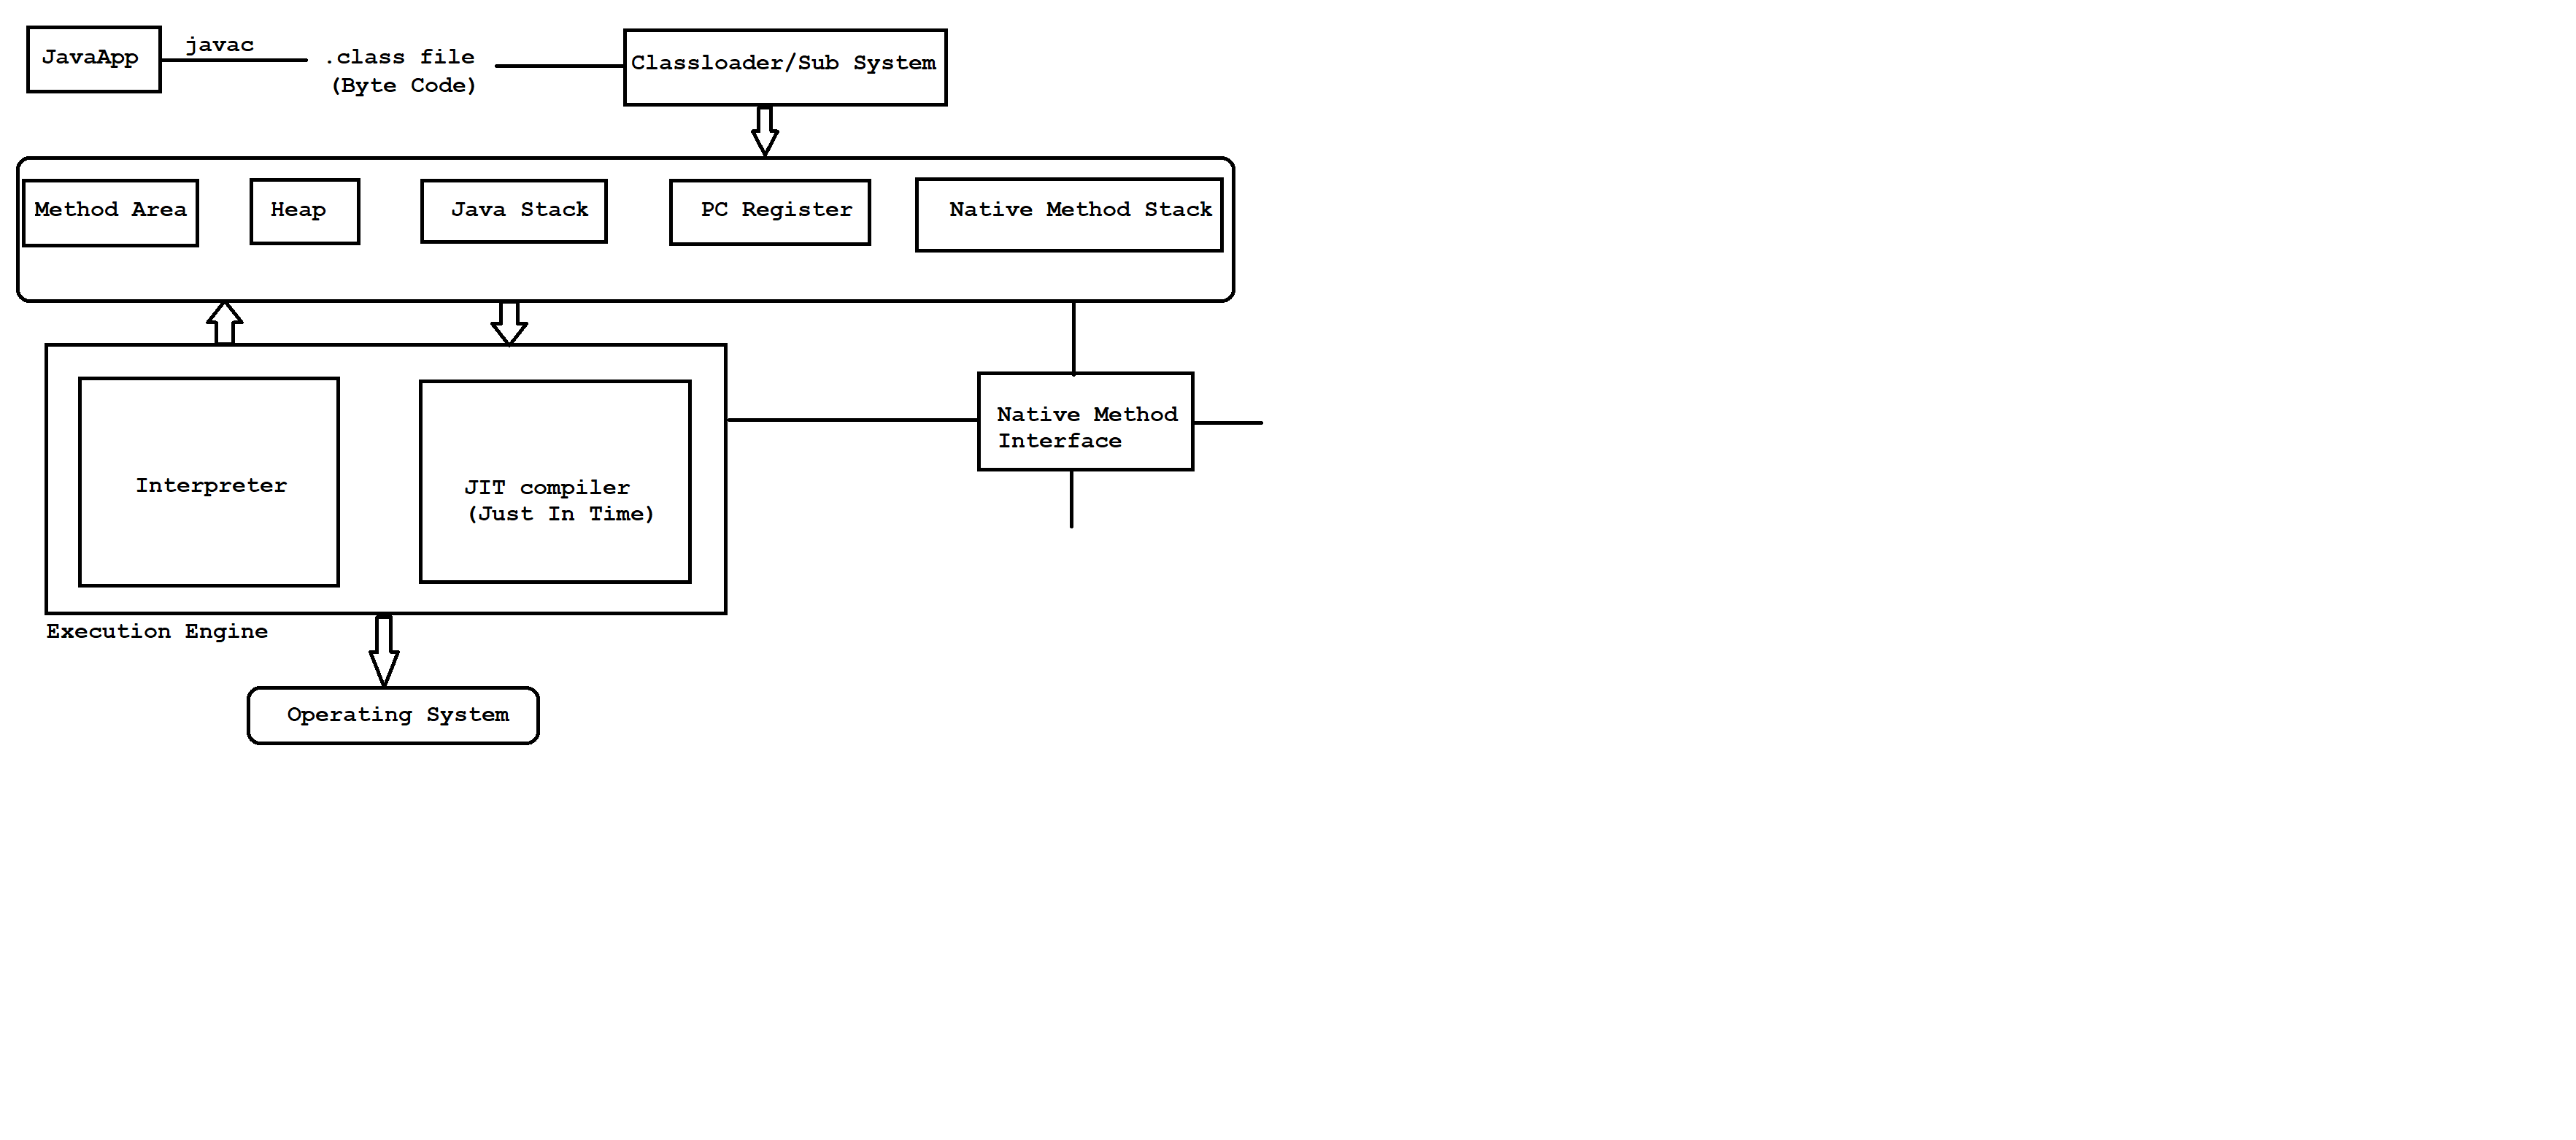 JavaApp
javac
.class file
(Byte Code)
Classloader/Sub System
Method Area
Heap
Java Stack
PC Register
Native Method Stack
Interpreter
JIT compiler
(Just In Time)
Native Method
Interface
Execution Engine
Operating System